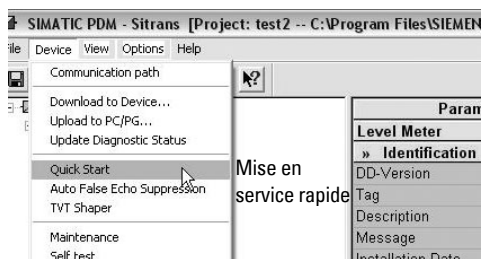 SIMATIC PDM - Sitrans [Project: test2 -- C:\Program Files\SIEMEN
File Device View Options Help
Communication path
Download to Device...
Upload to PC/PG...
Update Diagnostic Status
Quick Start
Auto False Echo Suppression
TVT Shaper
Maintenance
Self test
Mise en
service rapide
Param
Level Meter
» Identification
DD-Version
Tag
Description
Message
Installation Date